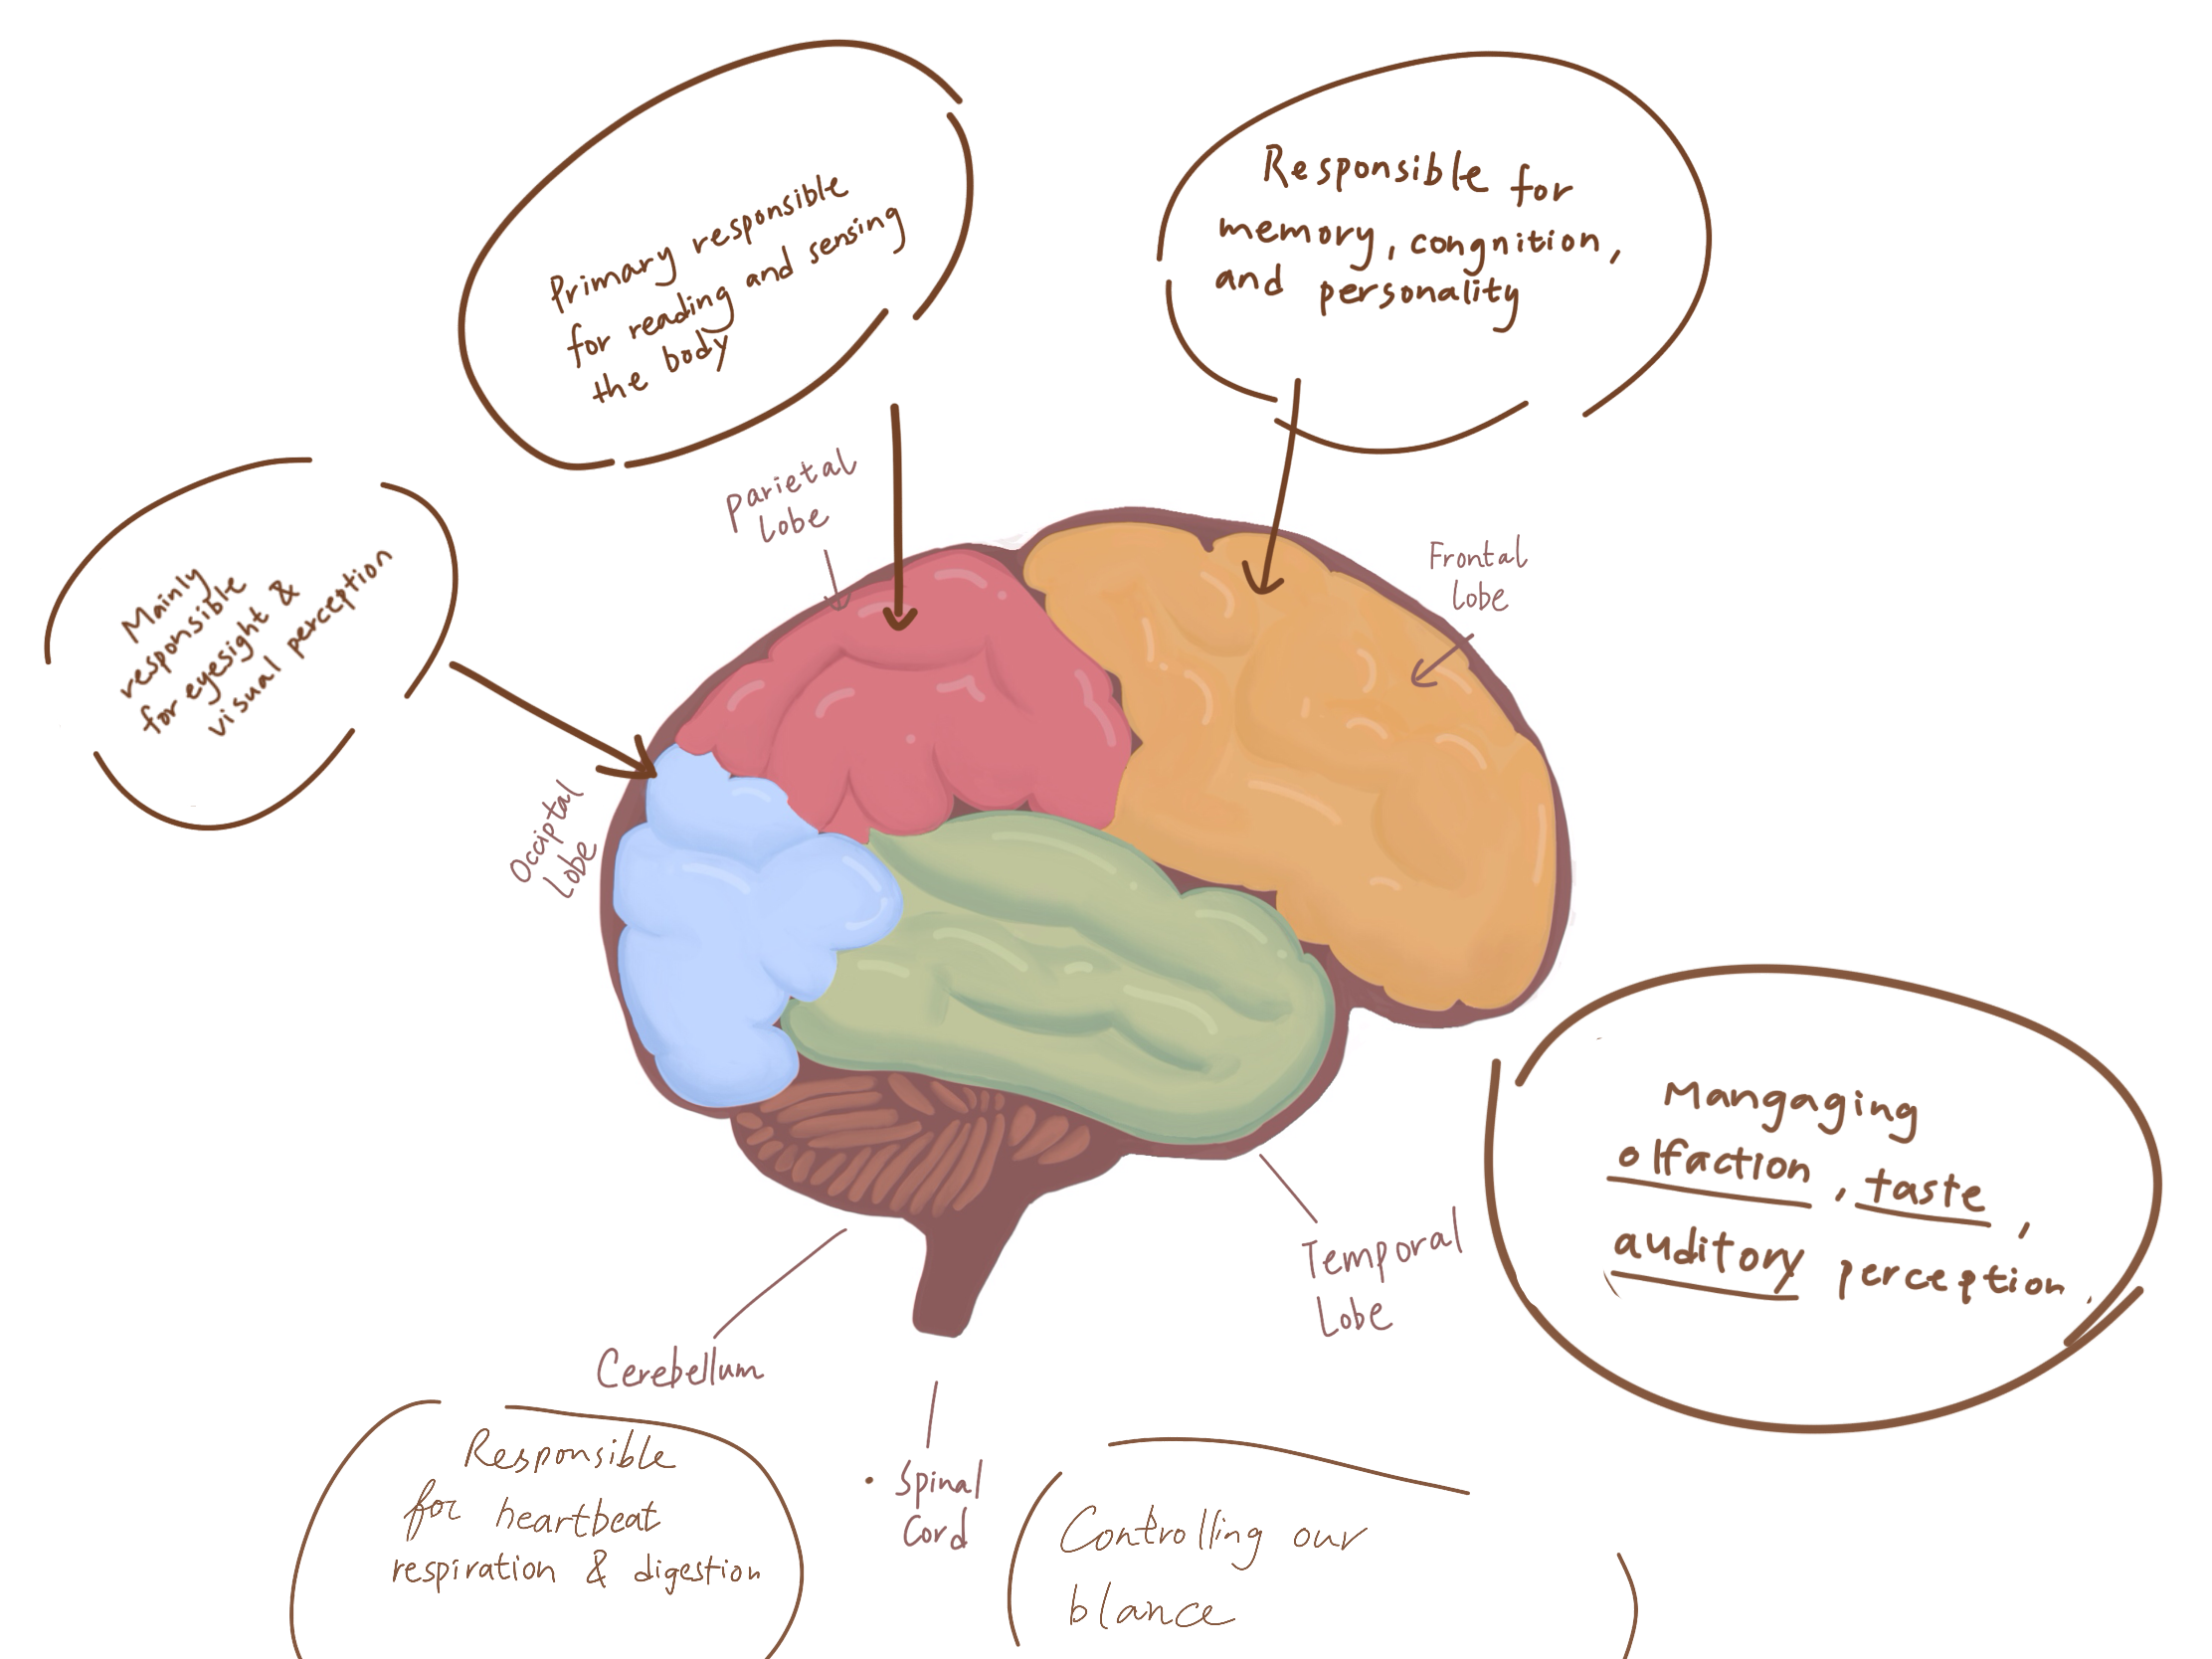 Primary responsible
for reading and sensing
the body
Responsible for
memory, congnition,
and personality
Parietal
Lobe
Frontal
Lobe
Mainly
responsible
for eyesight &
visual perception
Occiptal
Lobe
Mangaging
olfaction, taste,
auditory perception.
Temporal
Lobe
Cerebellum
Responsible
for heartbeat
respiration & digestion
• Spinal
Cord
Controlling our
blance